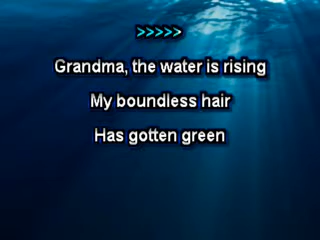 >>>>>
Grandma, the water is rising
My boundless hair
Has gotten green